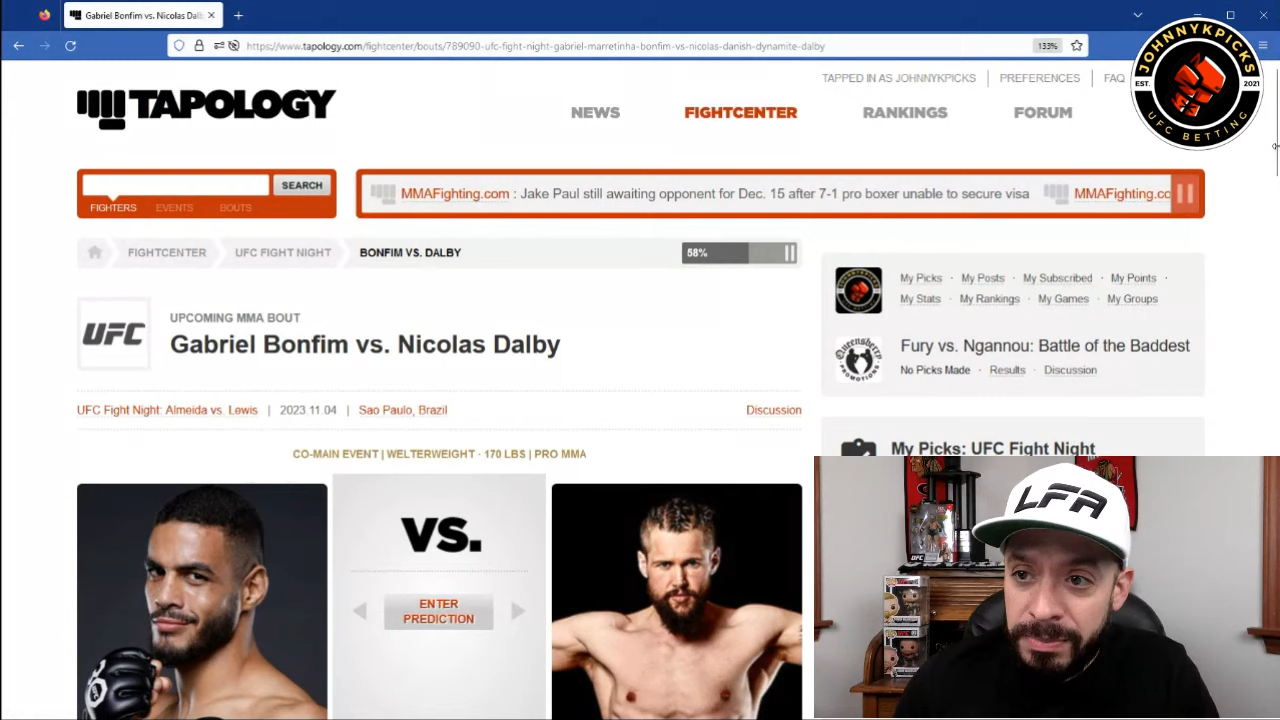 Gabriel Bonfim vs. Nicolas Dalb
https://www.tapology.com/fightcenter/bouts/789090-ufc-fight-night-gabriel-marretinha-bonfim-vs-nicolas-danish-dynamite-dalby
133%
JOHNNYKPICKS
EST. 2021
UFC BETTING
TAPPED IN AS JOHNNYKPICKS
PREFERENCES
FAQ
TAPOLOGY
NEWS
FIGHTCENTER
RANKINGS
FORUM
SEARCH
FIGHTERS
EVENTS
BOUTS
MMAFighting.com : Jake Paul still awaiting opponent for Dec. 15 after 7-1 pro boxer unable to secure visa
MMAFighting.cc
FIGHTCENTER
UFC FIGHT NIGHT
BONFIM VS. DALBY
58%
My Picks · My Posts · My Subscribed · My Points ·
My Stats · My Rankings · My Games · My Groups
UFC
UPCOMING MMA BOUT
Gabriel Bonfim vs. Nicolas Dalby
Queensberry
PROMOTIONS
Fury vs. Ngannou: Battle of the Baddest
No Picks Made · Results · Discussion
UFC Fight Night: Almeida vs. Lewis | 2023.11.04 | Sao Paulo, Brazil
Discussion
My Picks: UFC Fight Night
CO-MAIN EVENT | WELTERWEIGHT · 170 LBS | PRO MMA
VS.
ENTER
PREDICTION
LFA
UFC